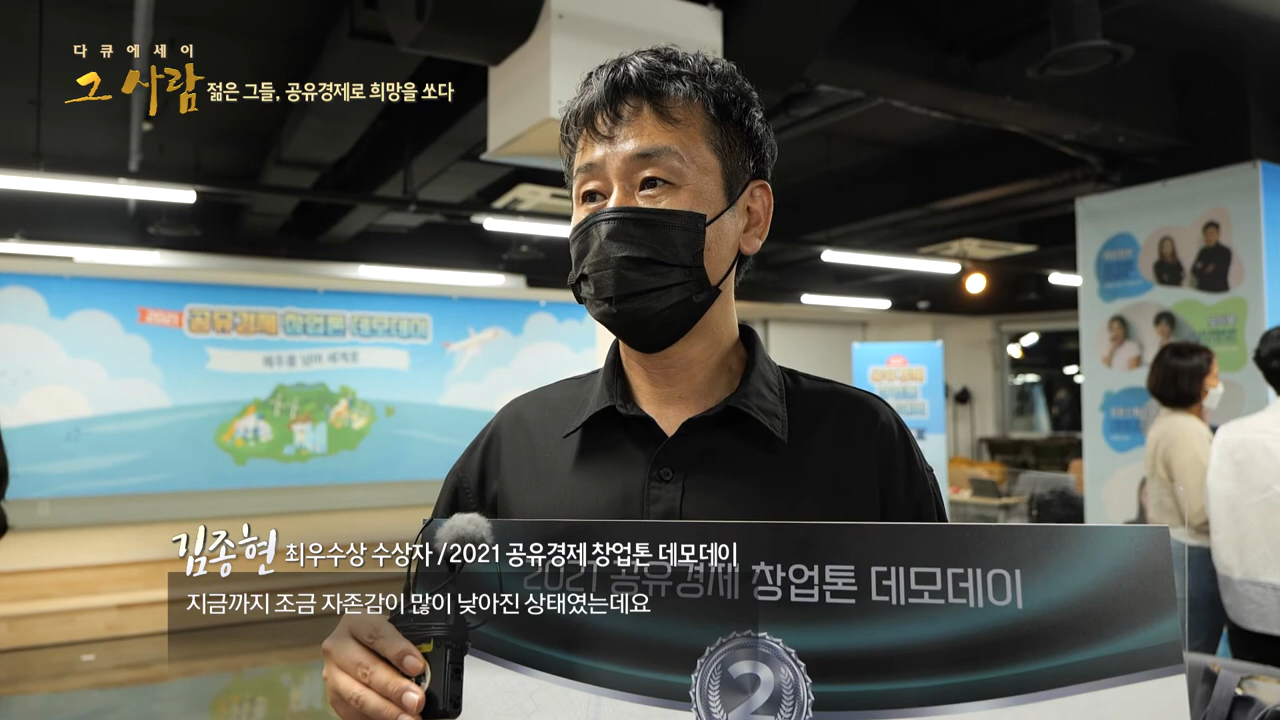 다큐에세이
그 사람 젊은 그들, 공유경제로 희망을 쏘다
2021 공유경제 창업톤 데모데이
제주를 넘어 세계로
김종현 최우수상 수상자 / 2021 공유경제 창업톤 데모데이
2021 공유경제 창업톤 데모데이
지금까지 조금 자존감이 많이 낮아진 상태였는데요
2